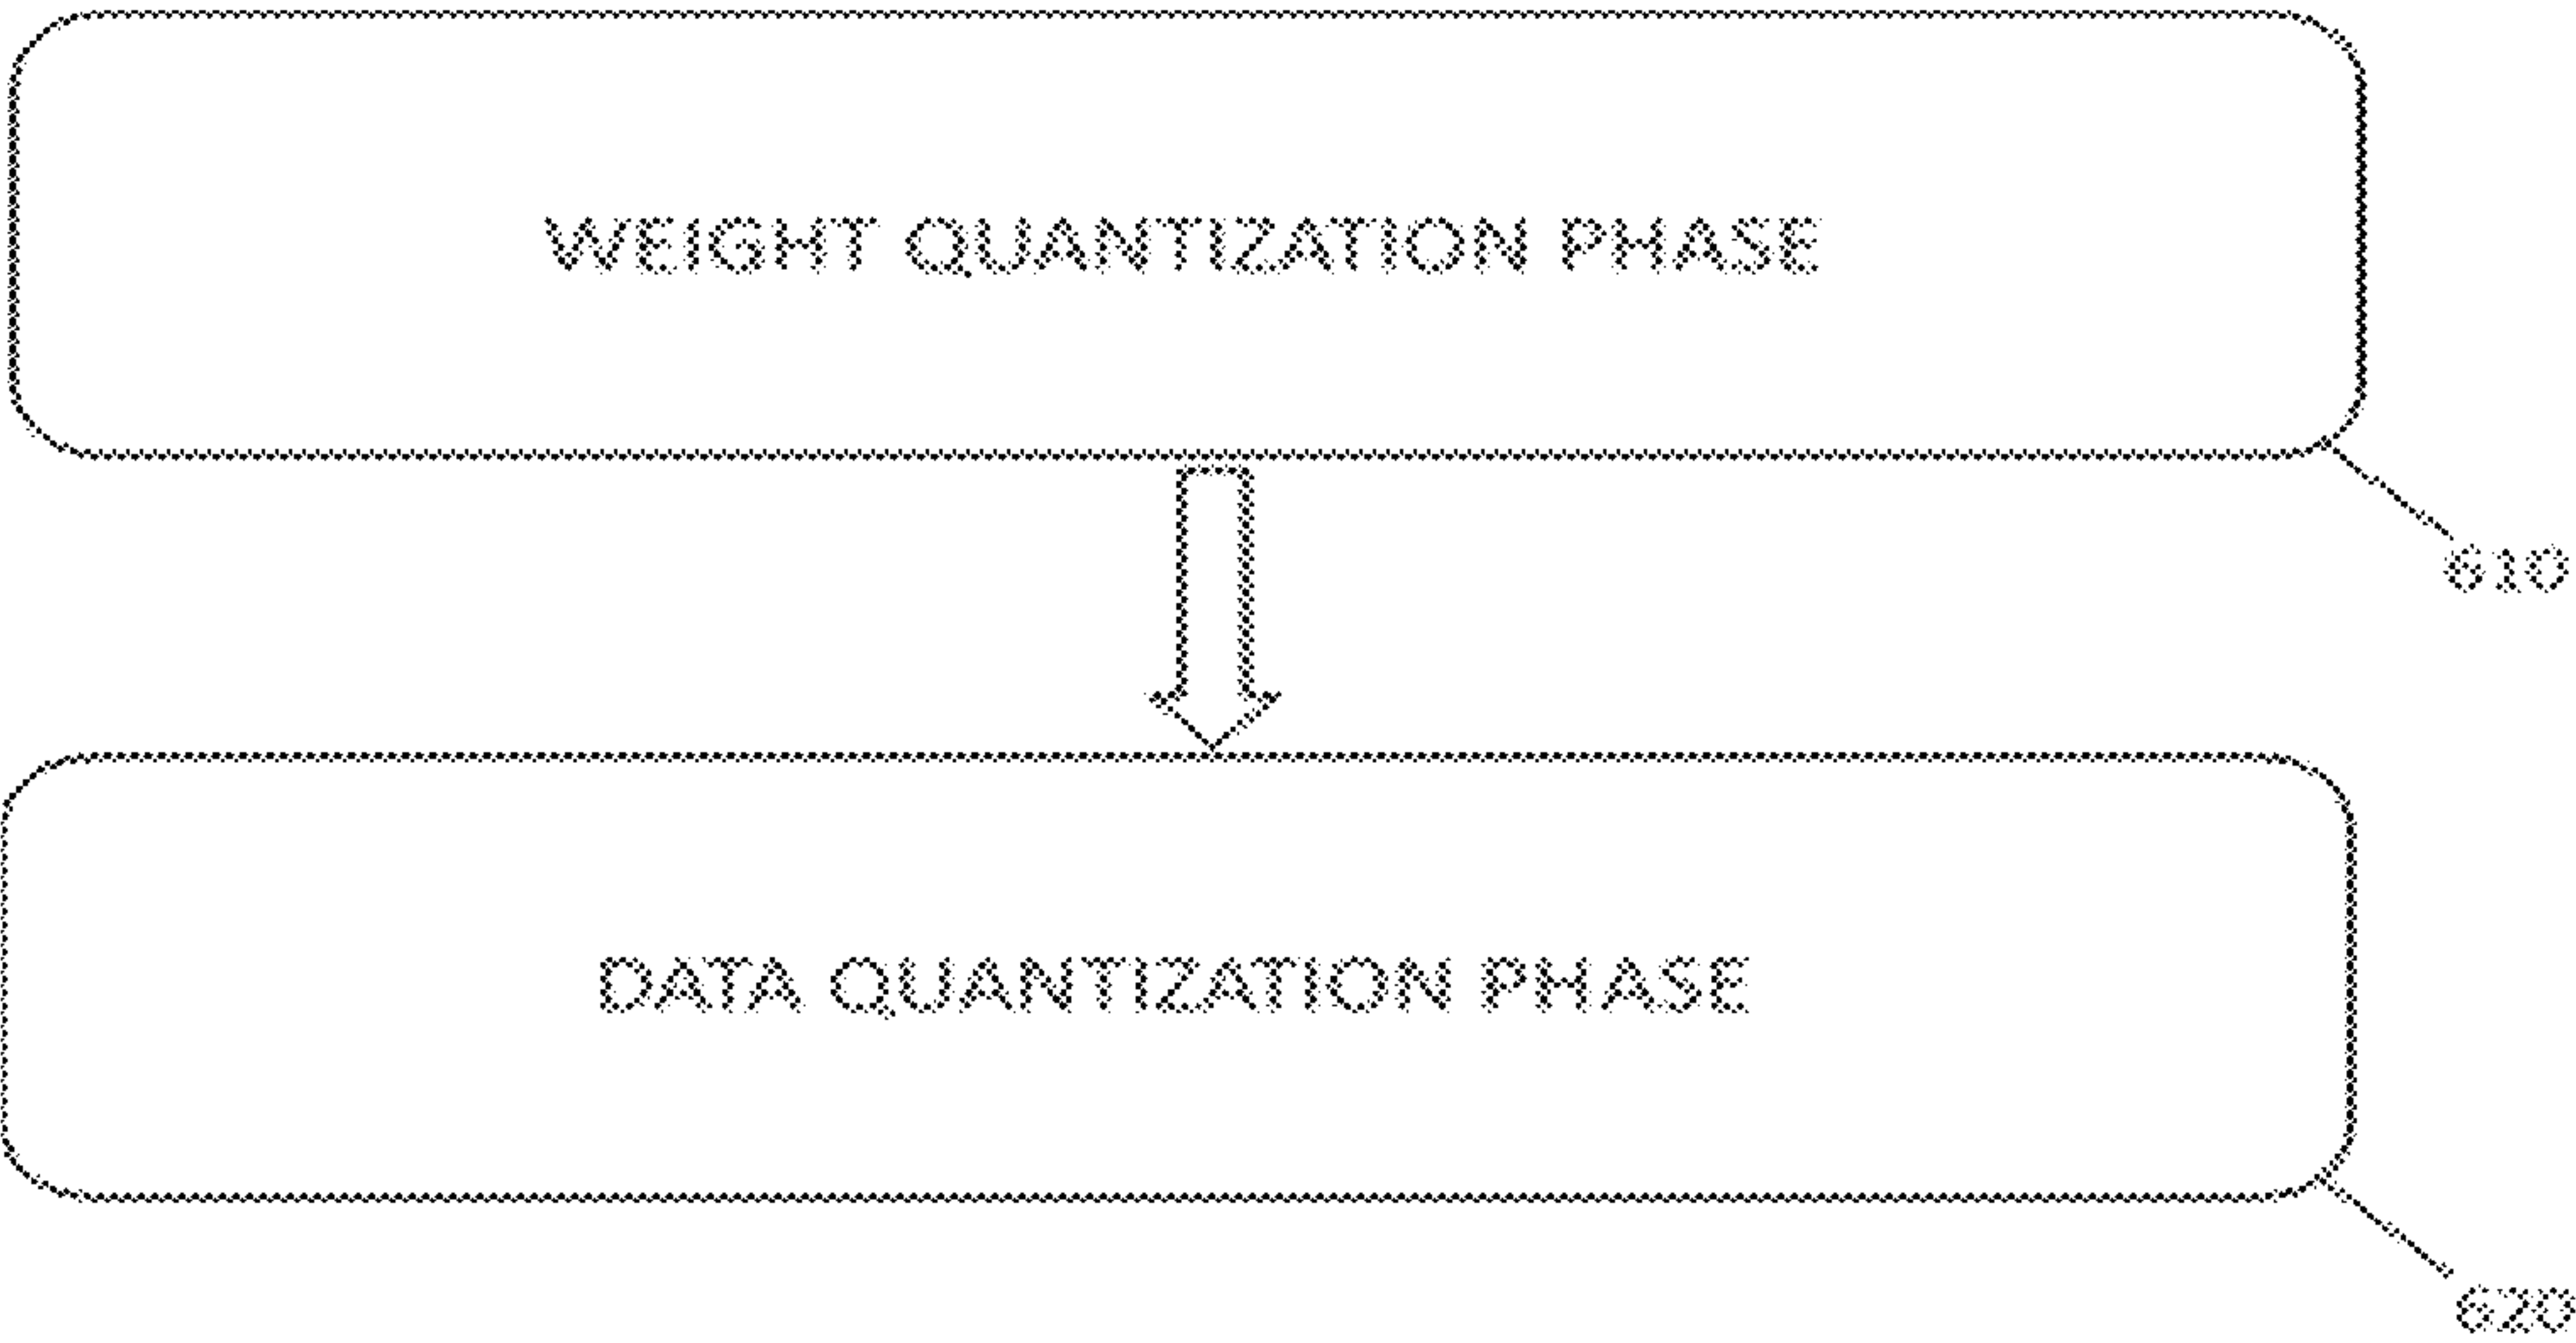 WEIGHT QUANTIZATION PHASE
610
DATA QUANTIZATION PHASE
620